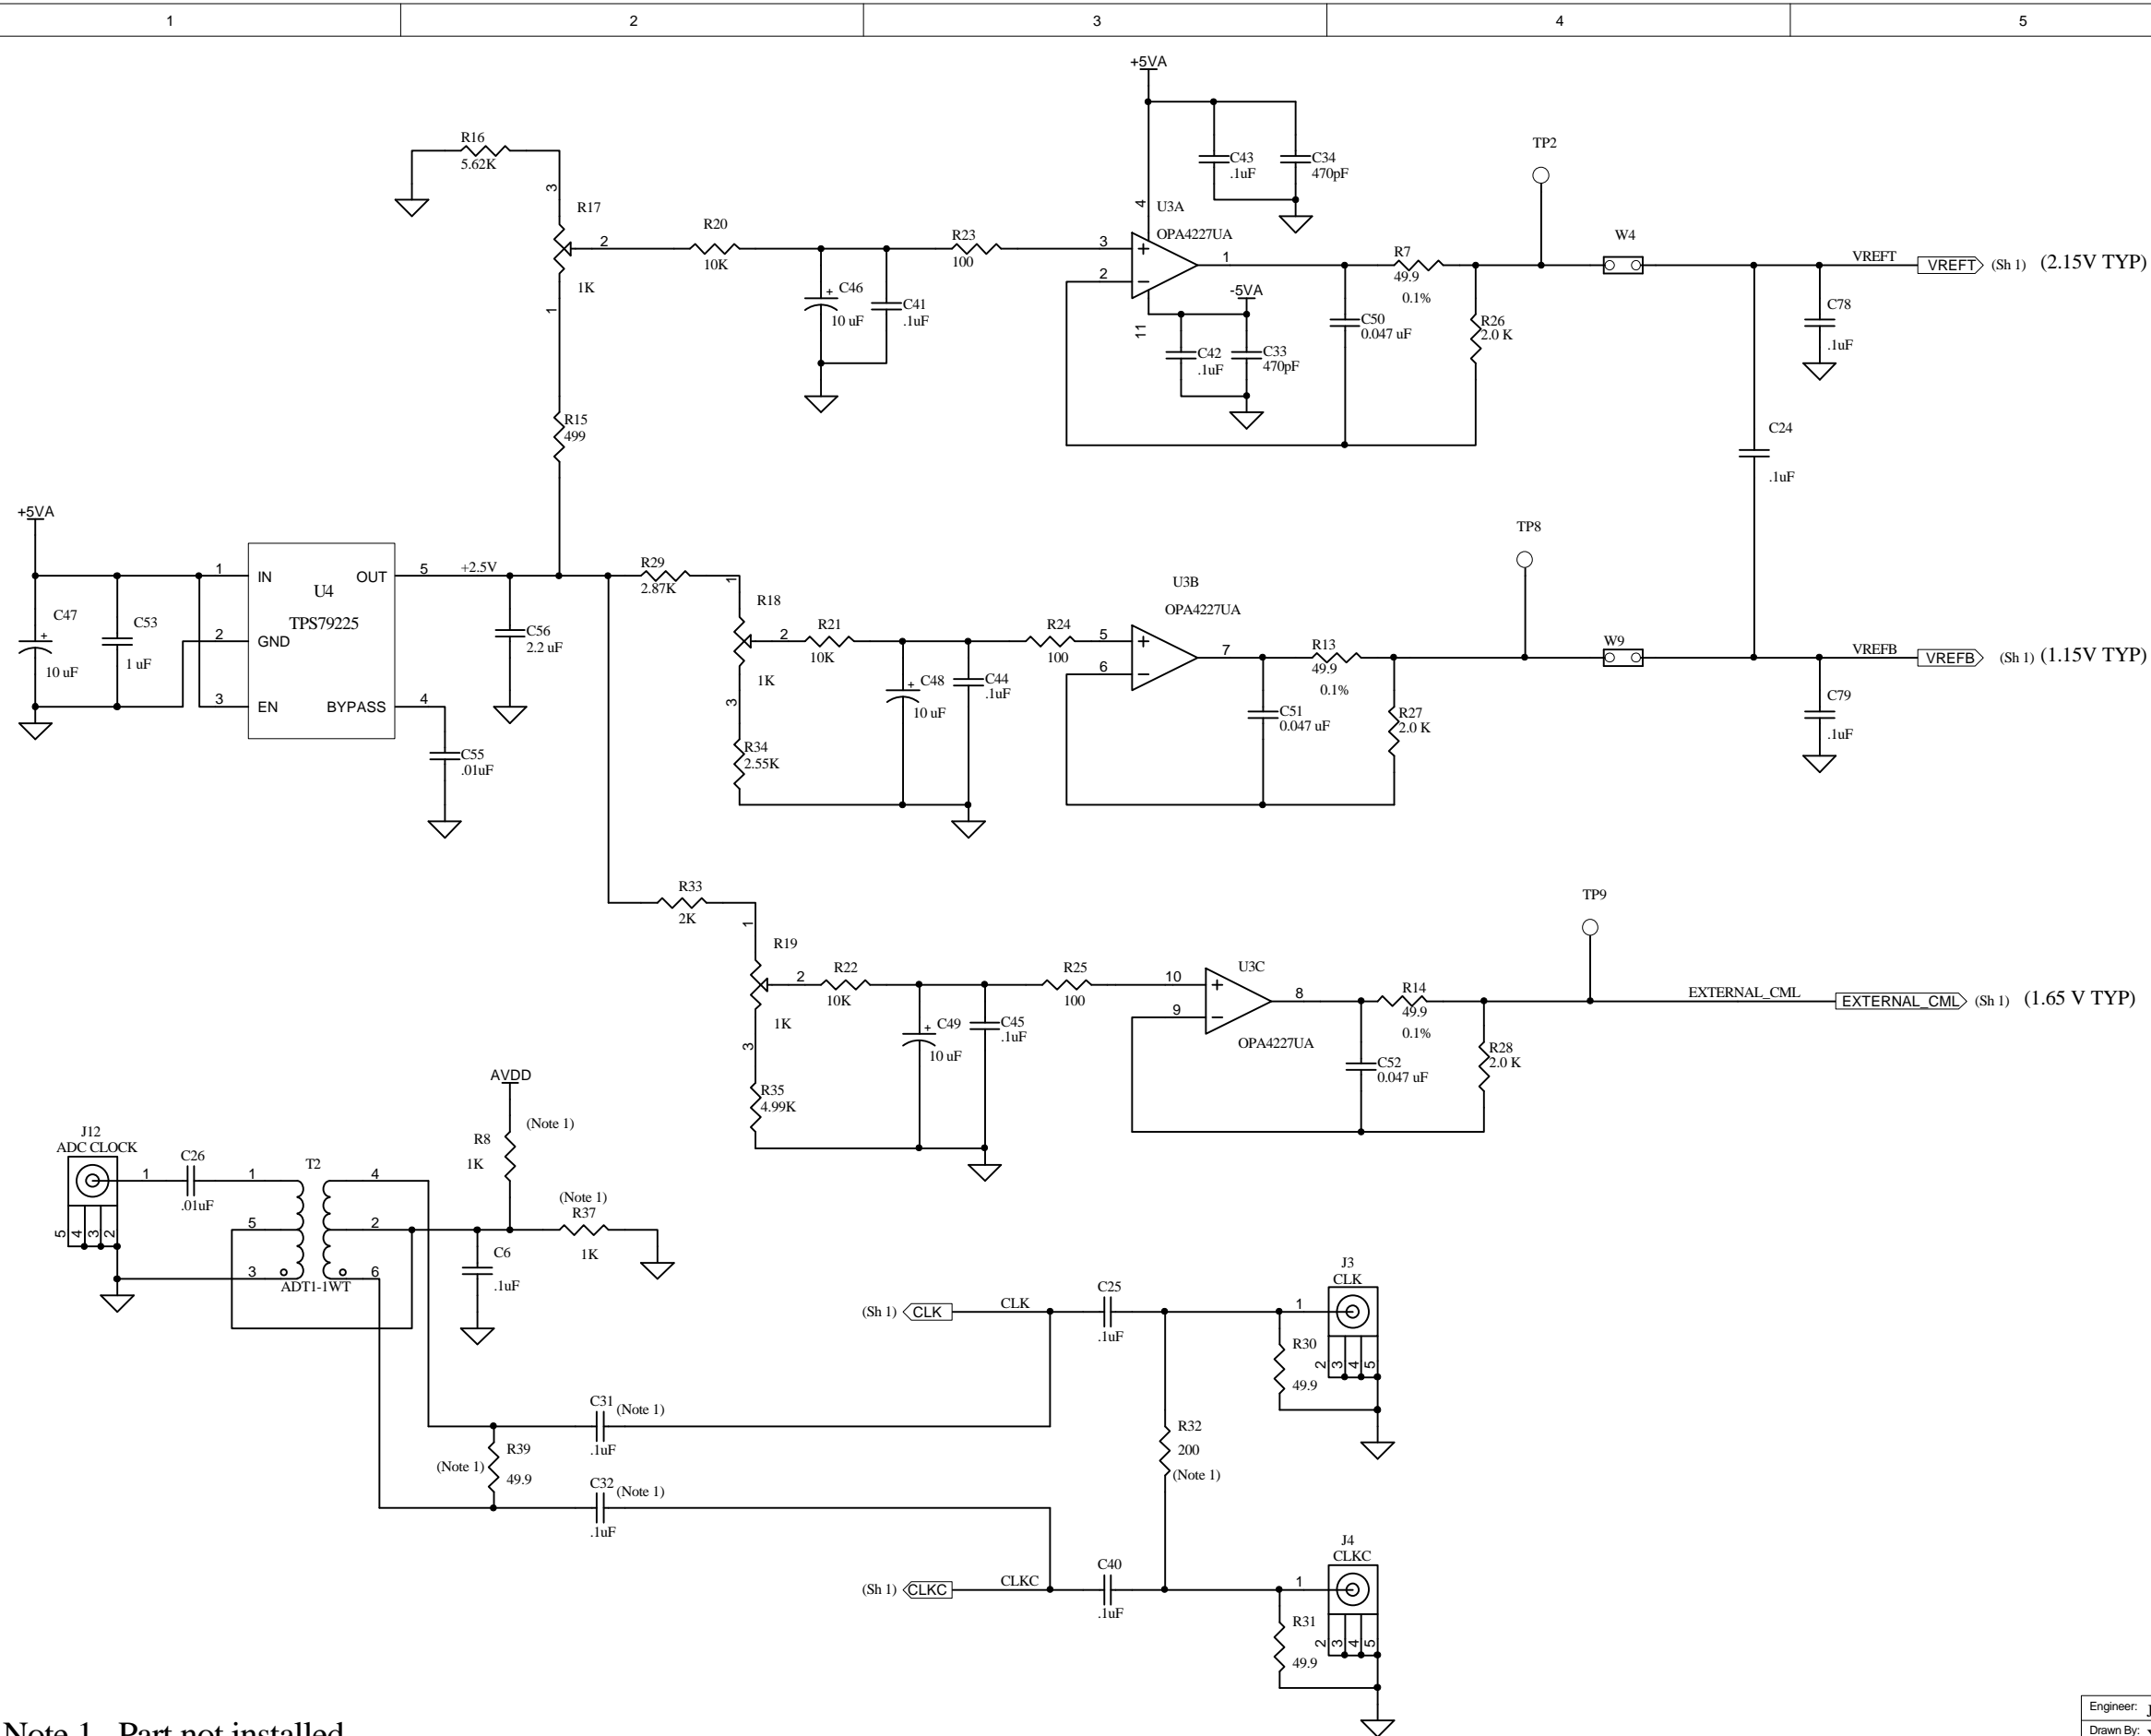 1 2 3 4 5
+5VA
R16
5.62K
3
R17
2
1K
1
R20
10K
C46
+
10 uF
C41
.1uF
R23
100
C43
.1uF
C34
470pF
4
U3A
OPA4227UA
3
2
+
−
1
11
-5VA
C42
.1uF
C33
470pF
R7
49.9
0.1%
C50
0.047 uF
R26
2.0 K
TP2
W4
VREFT
VREFT (Sh 1) (2.15V TYP)
C78
.1uF
R15
499
C24
.1uF
+5VA
C47
+
10 uF
C53
1 uF
1 IN
2 GND
3 EN
U4
TPS79225
OUT 5
BYPASS 4
+2.5V
C56
2.2 uF
C55
.01uF
R29
2.87K
1
R18
2
1K
3
R34
2.55K
R21
10K
C48
+
10 uF
C44
.1uF
R24
100
U3B
OPA4227UA
5
6
+
−
7
R13
49.9
0.1%
C51
0.047 uF
R27
2.0 K
TP8
W9
VREFB
VREFB (Sh 1) (1.15V TYP)
C79
.1uF
R33
2K
1
R19
2
1K
3
R35
4.99K
R22
10K
C49
+
10 uF
C45
.1uF
R25
100
10
9
+
−
U3C
OPA4227UA
8
R14
49.9
0.1%
C52
0.047 uF
R28
2.0 K
TP9
EXTERNAL_CML
EXTERNAL_CML (Sh 1) (1.65 V TYP)
J12
ADC CLOCK
1
5 4 3 2
C26
.01uF
T2
1
5
3
4
2
6
ADT1-1WT
AVDD
R8
1K
(Note 1)
(Note 1)
R37
1K
C6
.1uF
C31 (Note 1)
.1uF
R39
(Note 1)
49.9
C32 (Note 1)
.1uF
(Sh 1) CLK
CLK
C25
.1uF
J3
CLK
1
2 3 4 5
R30
49.9
R32
200
(Note 1)
(Sh 1) CLKC
CLKC
C40
.1uF
J4
CLKC
1
2 3 4 5
R31
49.9
Note 1. Part not installed
Engineer:
Drawn By: